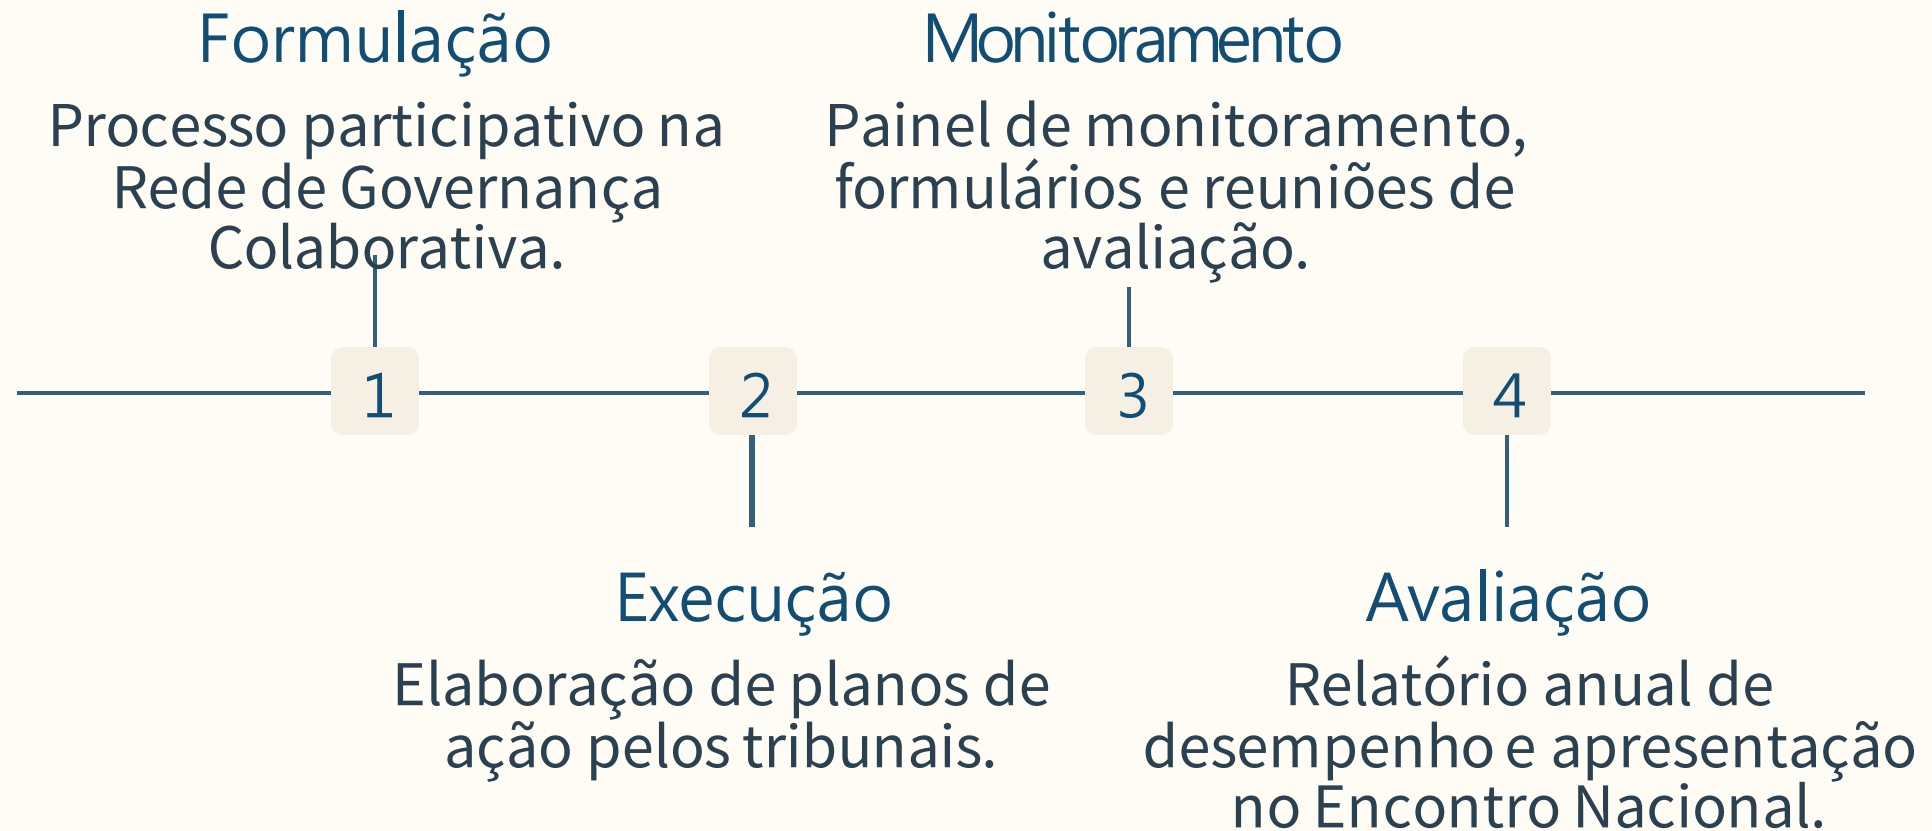 Formulação
Processo participativo na
Rede de Governança
Colaborativa.
Monitoramento
Painel de monitoramento,
formulários e reuniões de
avaliação.
1
2
3
4
Execução
Elaboração de planos de
ação pelos tribunais.
Avaliação
Relatório anual de
desempenho e apresentação
no Encontro Nacional.